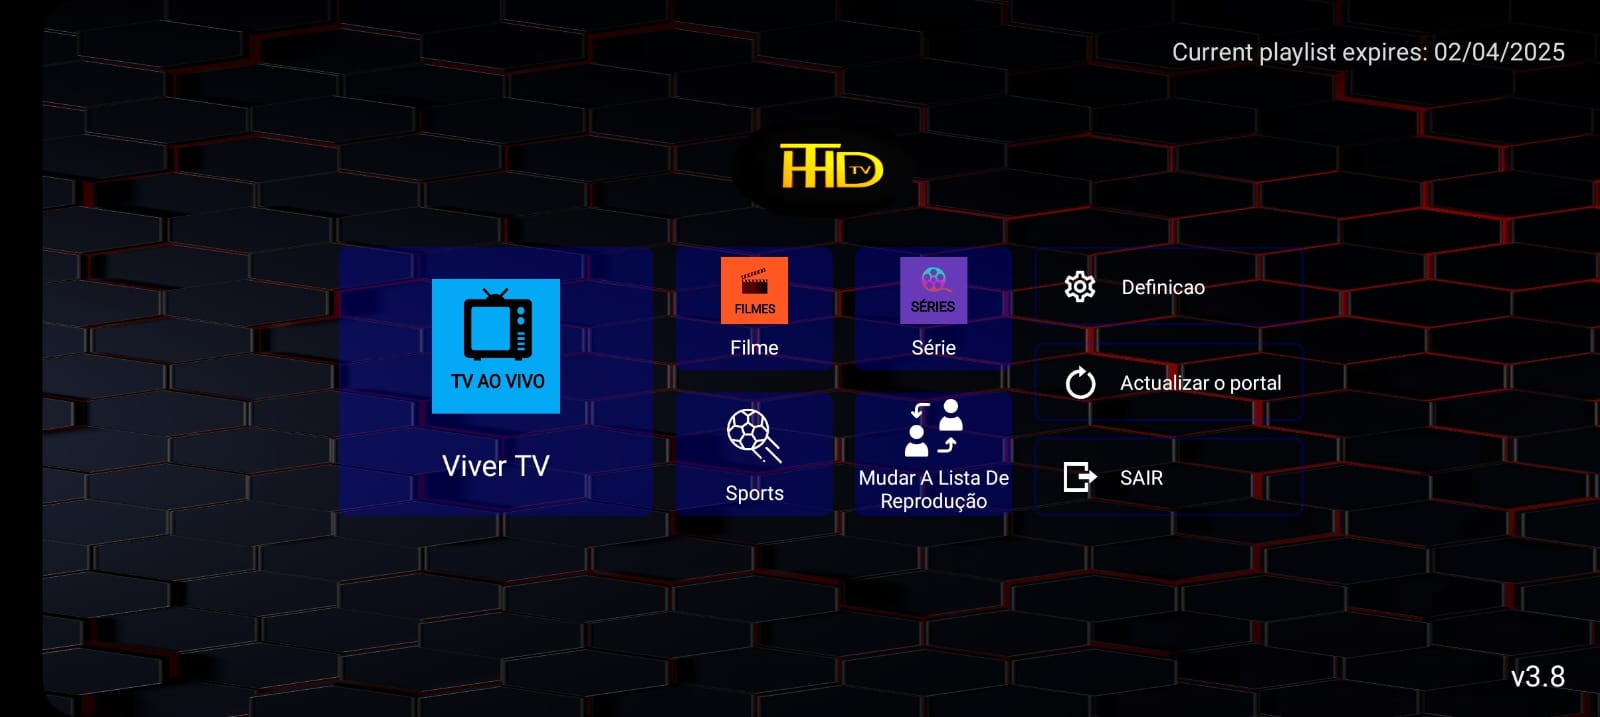 Current playlist expires: 02/04/2025
HHD TV
TV AO VIVO
Viver TV
FILMES
Filme
SÉRIES
Série
Sports
Mudar A Lista De
Reprodução
Definicao
Actualizar o portal
SAIR
v3.8